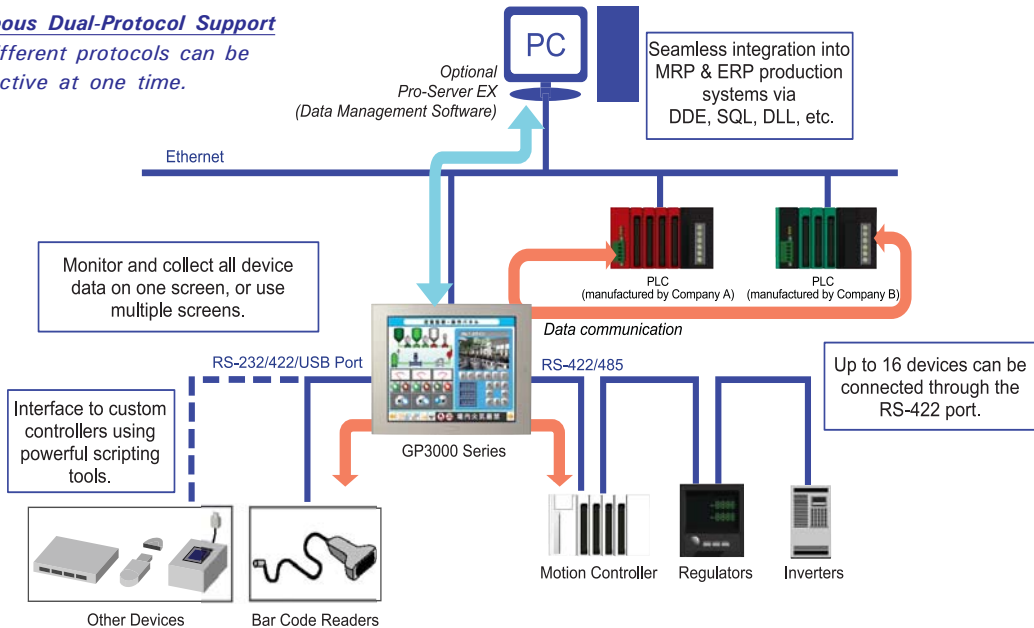 ous Dual-Protocol Support
ifferent protocols can be
ctive at one time.
PC
Optional
Pro-Server EX
(Data Management Software)
Seamless integration into
MRP & ERP production
systems via
DDE, SQL, DLL, etc.
Ethernet
Monitor and collect all device
data on one screen, or use
multiple screens.
PLC
(manufactured by Company A)
PLC
(manufactured by Company B)
Data communication
RS-232/422/USB Port
RS-422/485
Up to 16 devices can be
connected through the
RS-422 port.
Interface to custom
controllers using
powerful scripting
tools.
GP3000 Series
Motion Controller
Regulators
Inverters
Other Devices
Bar Code Readers